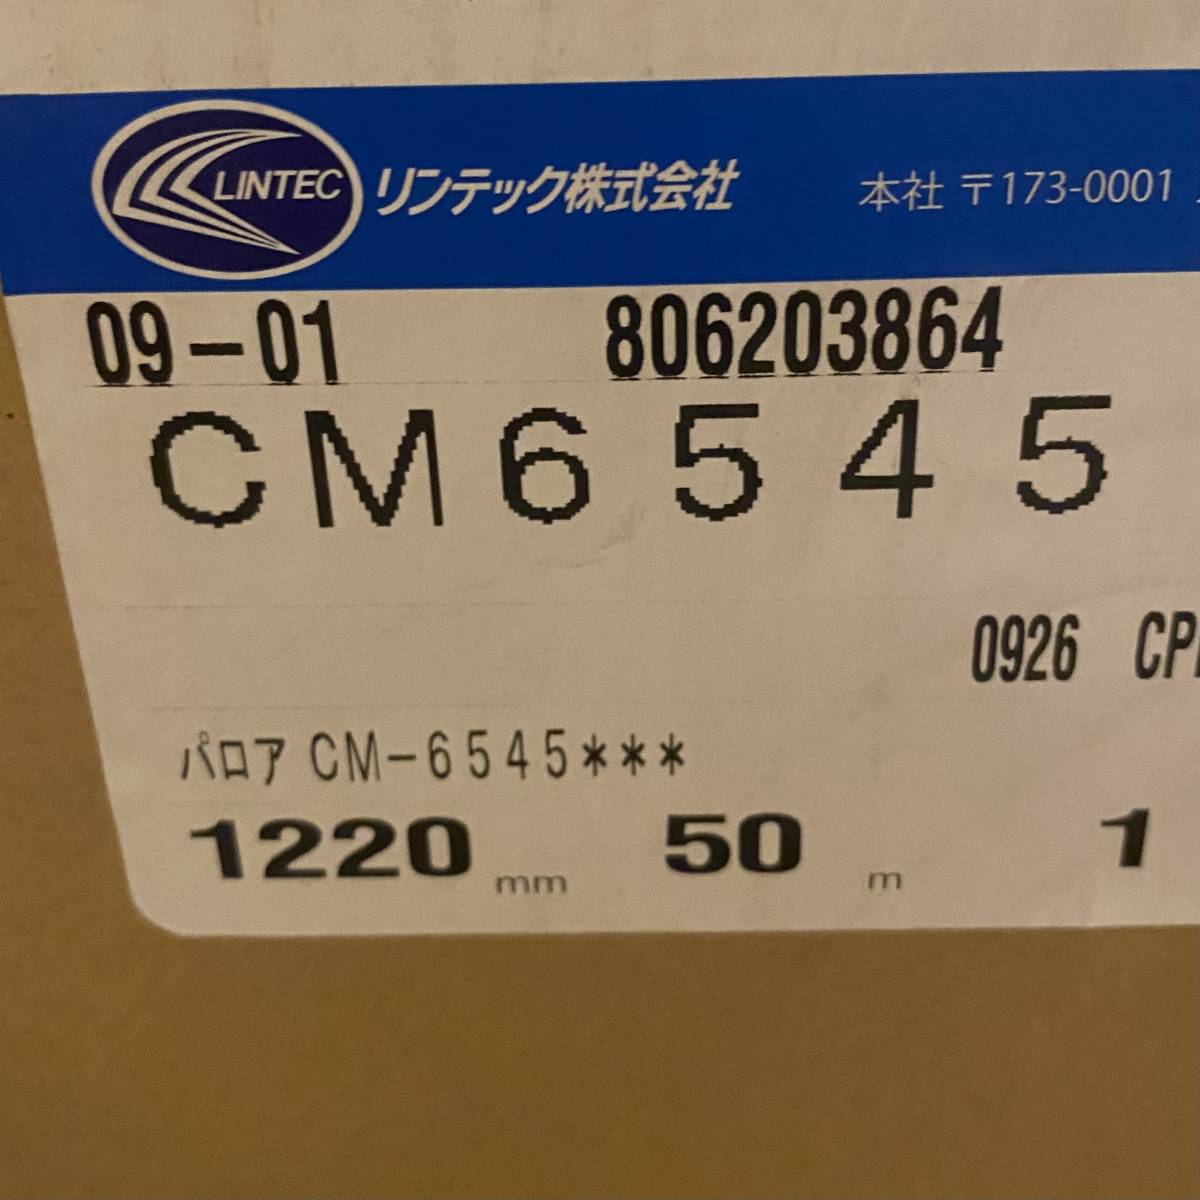 LINTEC リンテック株式会社 本社 〒173-0001
09-01 806203864
CM6545
0926 CP
パロア CM-6545***
1220 mm 50 m 1